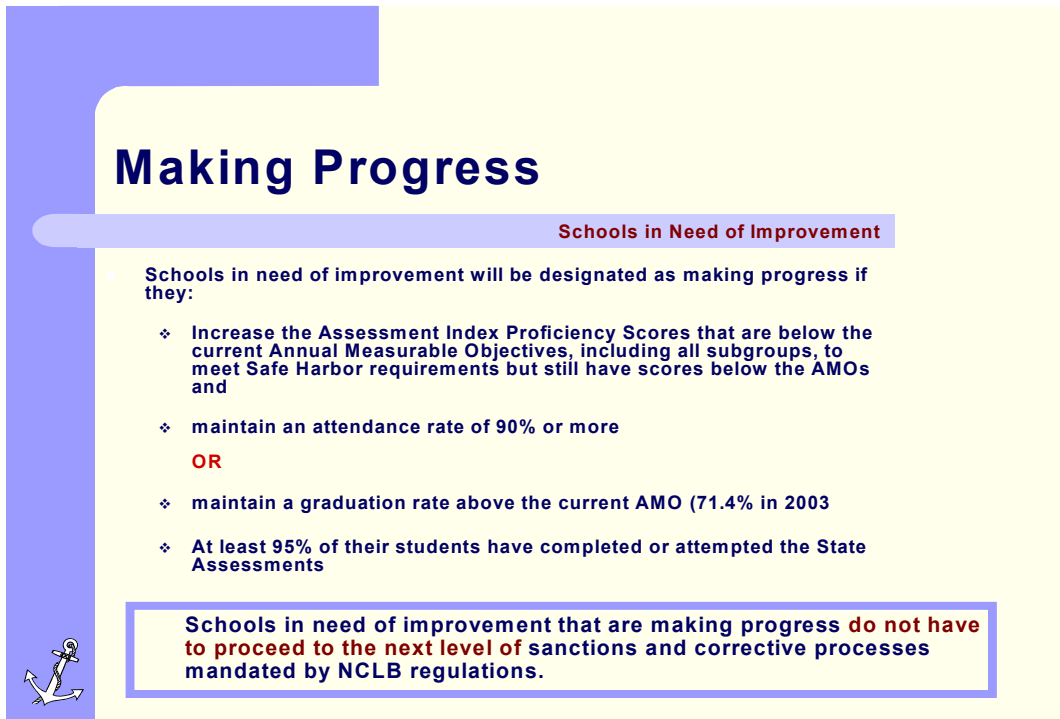 Making Progress
Schools in Need of Improvement
Schools in need of improvement will be designated as making progress if
they:
❖ Increase the Assessment Index Proficiency Scores that are below the
current Annual Measurable Objectives, including all subgroups, to
meet Safe Harbor requirements but still have scores below the AMOs
and
❖ maintain an attendance rate of 90% or more
OR
❖ maintain a graduation rate above the current AMO (71.4% in 2003
❖ At least 95% of their students have completed or attempted the State
Assessments
Schools in need of improvement that are making progress do not have
to proceed to the next level of sanctions and corrective processes
mandated by NCLB regulations.